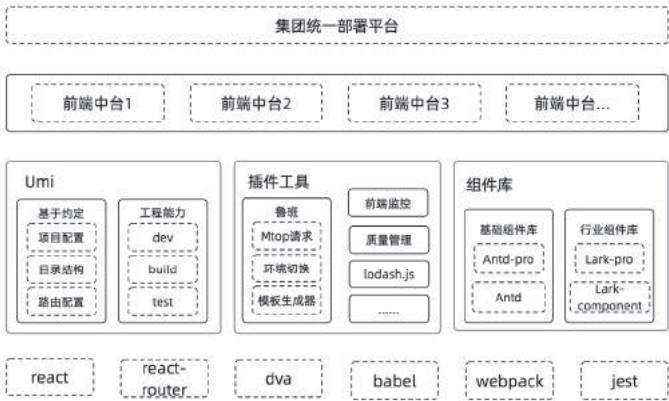 集团统一部署平台
前端中台1 前端中台2 前端中台3 前端中台...
Umi
基于约定
项目配置
目录结构
路由配置
工程能力
dev
build
test
插件工具
鲁班
Mtop请求
环境切换
模板生成器
前端监控
质量管理
lodash.js
......
组件库
基础组件库
Antd-pro
Antd
行业组件库
Lark-pro
Lark-
component
react
react-
router
dva
babel
webpack
jest